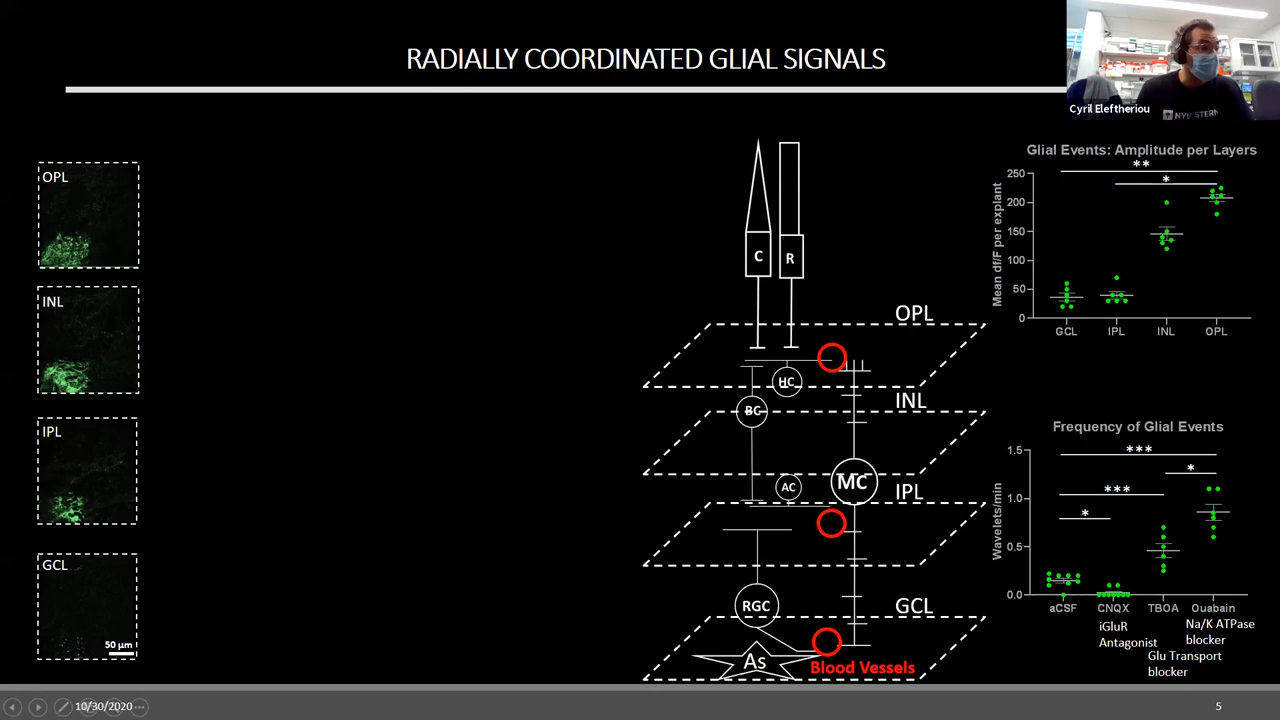 RADIALLY COORDINATED GLIAL SIGNALS
Cyril Eleftheriou
NYU STERN
OPL
INL
IPL
GCL
50 µm
C
R
OPL
HC
BC
INL
AC
MC
IPL
RGC
GCL
As
Blood Vessels
Glial Events: Amplitude per Layers
Mean df/F per explant
250
200
150
100
50
0
**
*
GCL IPL INL OPL
Frequency of Glial Events
Wavelets/min
1.5
1.0
0.5
0.0
***
*
***
*
aCSF CNQX TBOA Ouabain
iGluR
Antagonist
Na/K ATPase
blocker
Glu Transport
blocker
10/30/2020
5